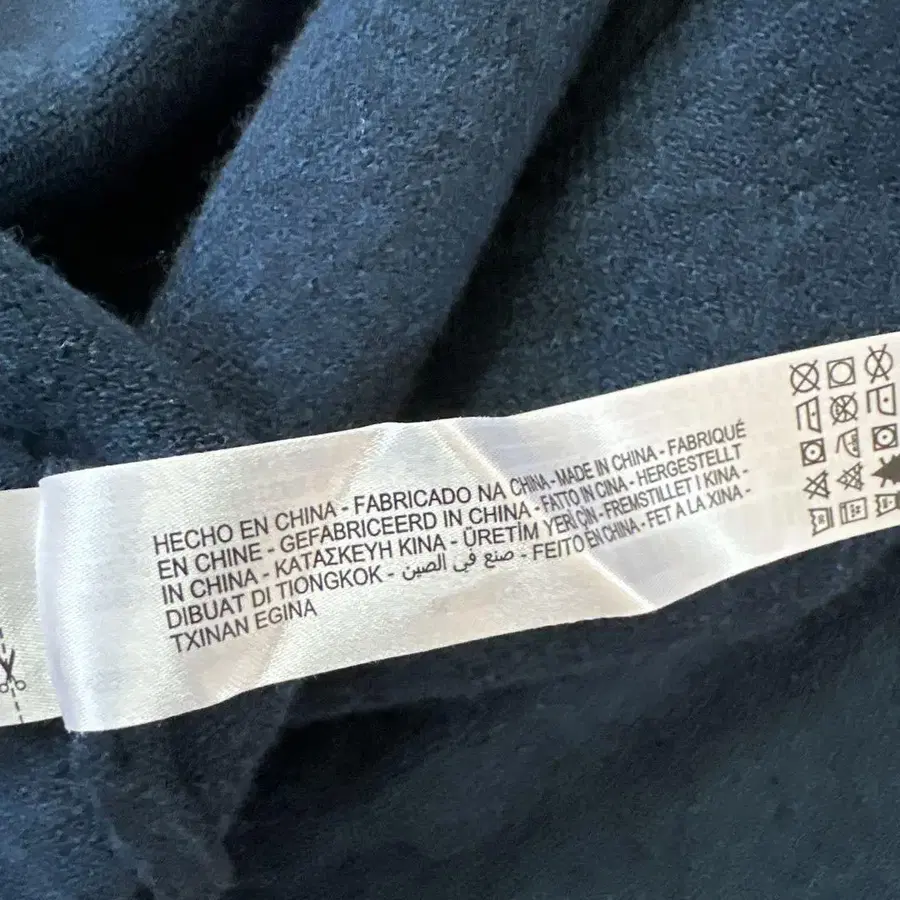 HECHO EN CHINA - FABRICADO NA CHINA - MADE IN CHINA - FABRIQUÉ
EN CHINE - GEFABRICEERD IN CHINA - FATTO IN CINA - HERGESTELLT
IN CHINA - ΚΑΤΑΣΚΕΥΗ ΚΙΝΑ - ÜRETİM YERİ ÇIN - FREMSTILLET I KINA -
DIBUAT DI TIONGKOK - صنع في الصين - FEITO EN CHINA - FET A LA XINA -
TXINAN EGINA